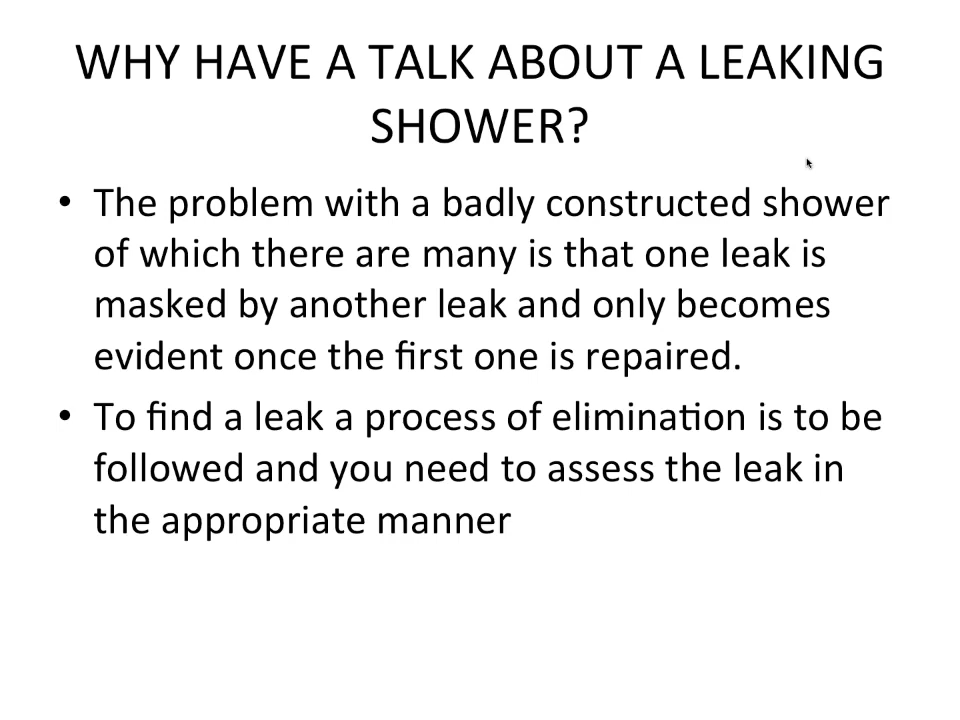 WHY HAVE A TALK ABOUT A LEAKING
SHOWER?
• The problem with a badly constructed shower
of which there are many is that one leak is
masked by another leak and only becomes
evident once the first one is repaired.
• To find a leak a process of elimination is to be
followed and you need to assess the leak in
the appropriate manner